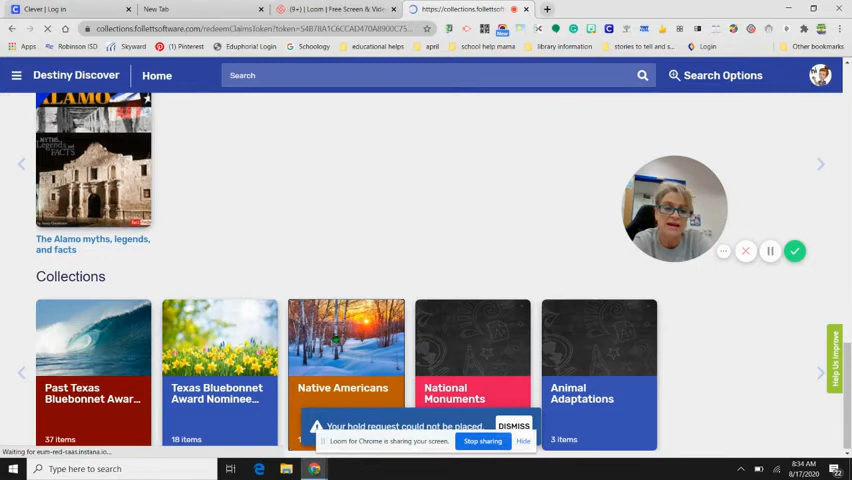 Clever | Log in
New Tab
(9+) | Loom | Free Screen & Vide
https://collections.follettsoftw
collections.follettsoftware.com/redeemClaimsToken?token=54B78A1C6CCAD470A8900C75...
Apps
Robinson ISD
Skyward
(1) Pinterest
Eduphoria! Login
Schoology
educational helps
april
school help mama
library information
stories to tell and s...
Login
Other bookmarks
New
Destiny Discover
Home
Search
Search Options
ALAMO
MYTHS,
Legends,
and FACTS
The Alamo myths, legends,
and facts
Collections
Past Texas
Bluebonnet Awar...
37 items
Texas Bluebonnet
Award Nominee...
18 items
Native Americans
National
Monuments
Animal
Adaptations
3 items
Your hold request could not be placed.
DISMISS
Loom for Chrome is sharing your screen.
Stop sharing
Hide
Help Us Improve
Waiting for eum-red-saas.instana.io...
Type here to search
8:34 AM
8/17/2020
22